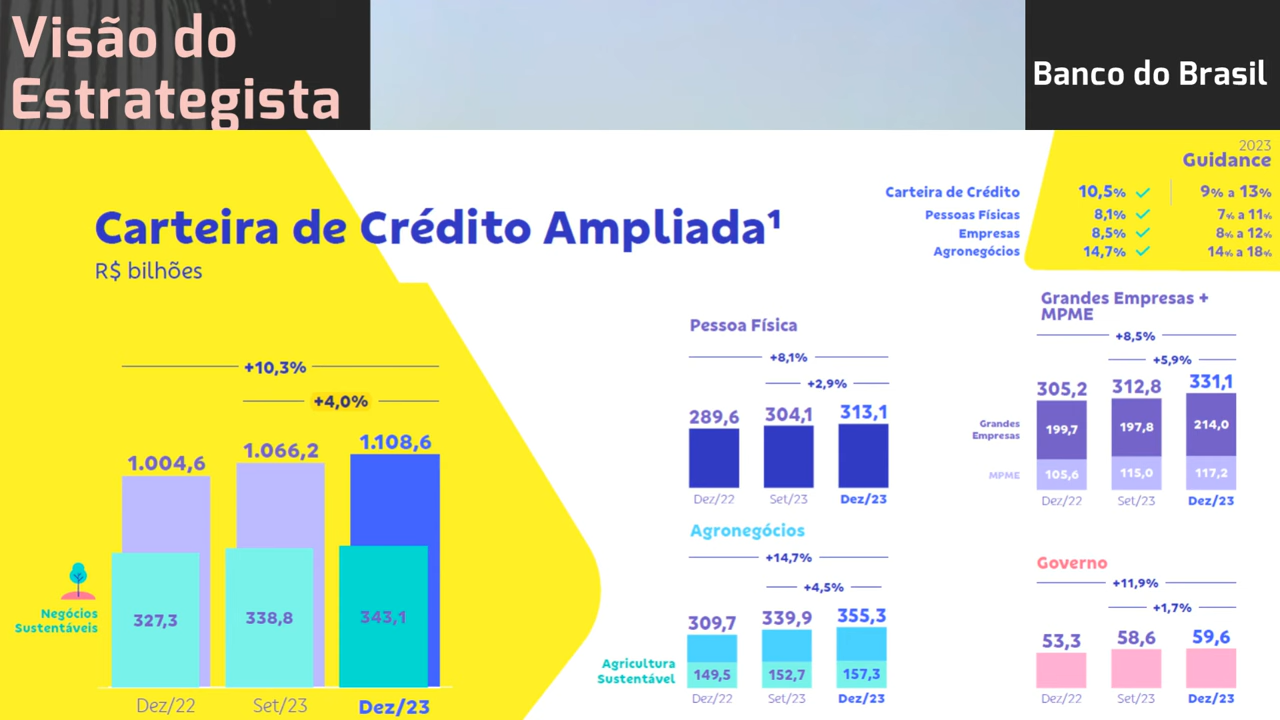 Visão do
Estrategista
Banco do Brasil
2023
Guidance
Carteira de Crédito 10,5% 9% a 13%
Pessoas Físicas 8,1% 7% a 11%
Empresas 8,5% 8% a 12%
Agronegócios 14,7% 14% a 18%
Carteira de Crédito Ampliada¹
R$ bilhões
+10,3%
+4,0%
1.004,6 1.066,2 1.108,6
Negócios
Sustentáveis
327,3 338,8 343,1
Dez/22 Set/23 Dez/23
Pessoa Física
+8,1%
+2,9%
289,6 304,1 313,1
Dez/22 Set/23 Dez/23
Grandes Empresas +
MPME
+8,5%
+5,9%
305,2 312,8 331,1
Grandes
Empresas
199,7 197,8 214,0
MPME 105,6 115,0 117,2
Dez/22 Set/23 Dez/23
Agronegócios
+14,7%
+4,5%
309,7 339,9 355,3
Agricultura
Sustentável
149,5 152,7 157,3
Dez/22 Set/23 Dez/23
Governo
+11,9%
+1,7%
53,3 58,6 59,6
Dez/22 Set/23 Dez/23